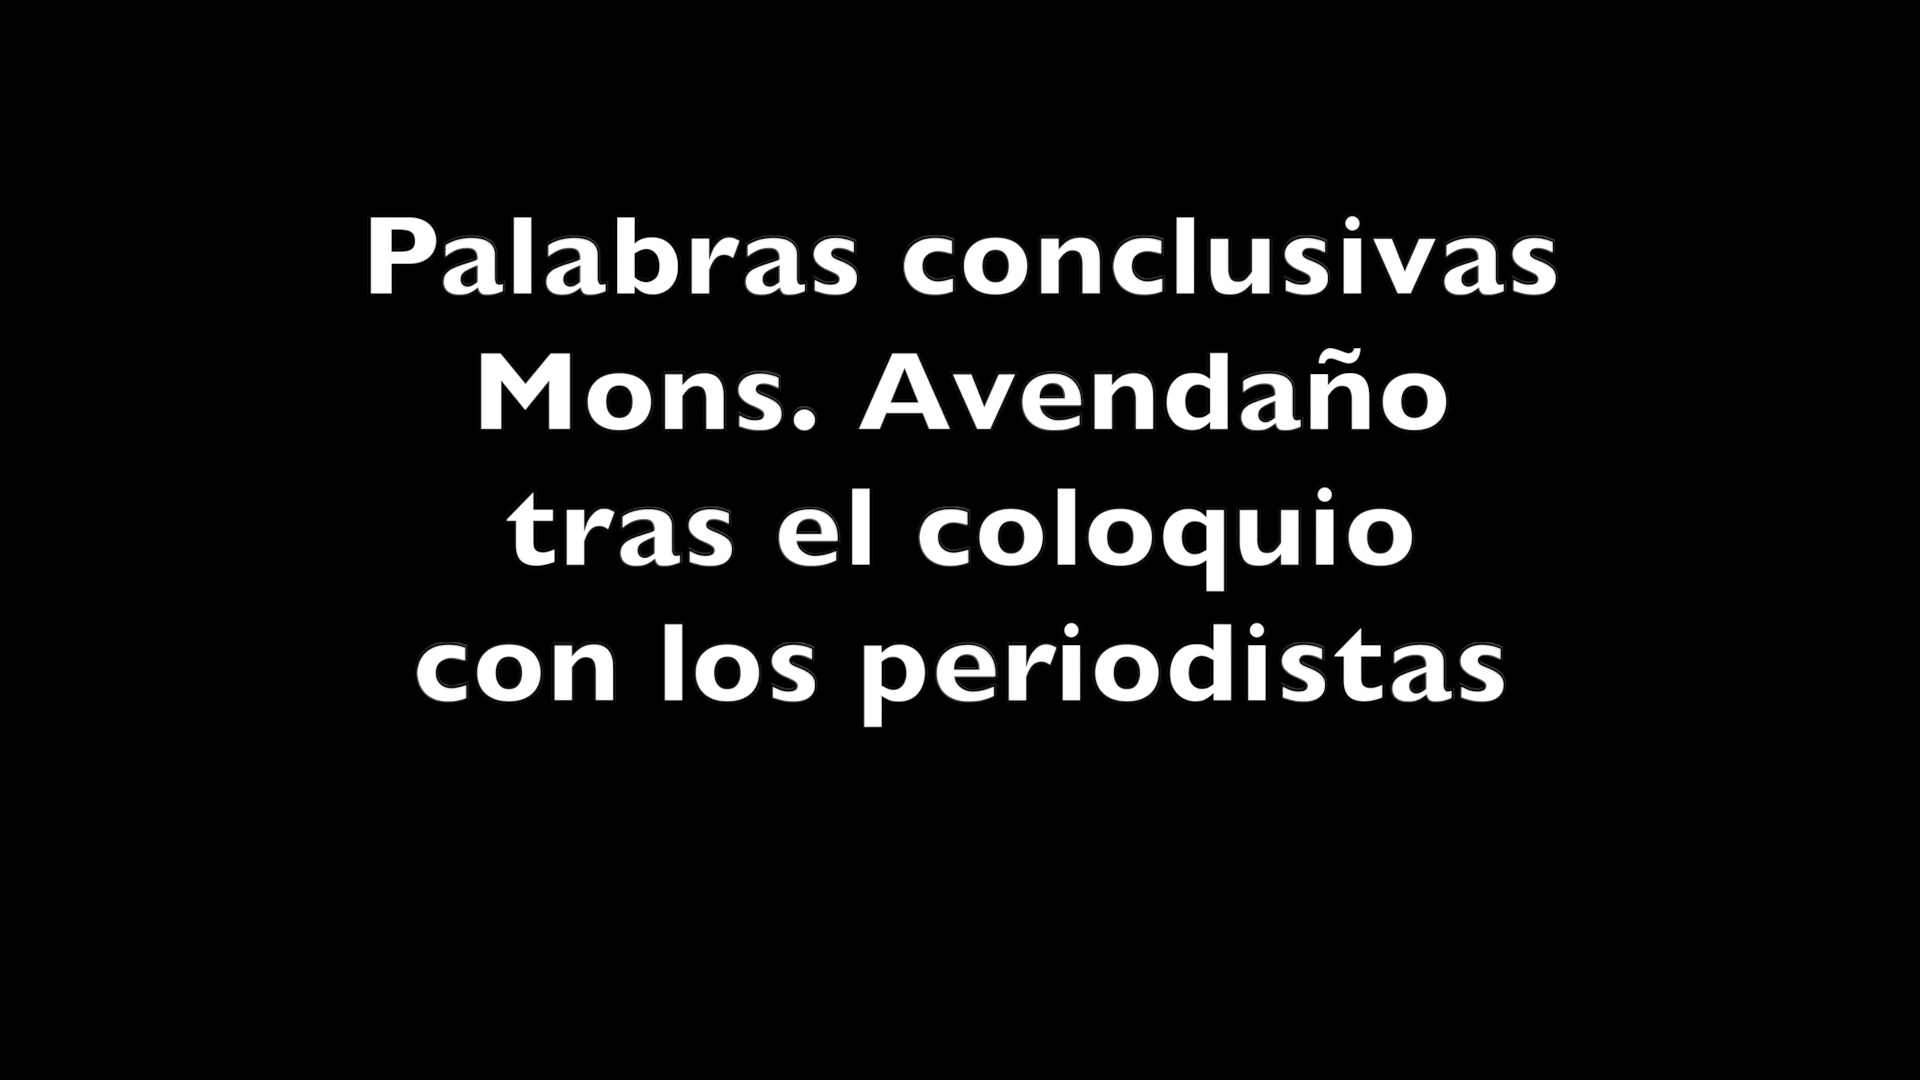 Palabras conclusivas
Mons. Avendaño
tras el coloquio
con los periodistas